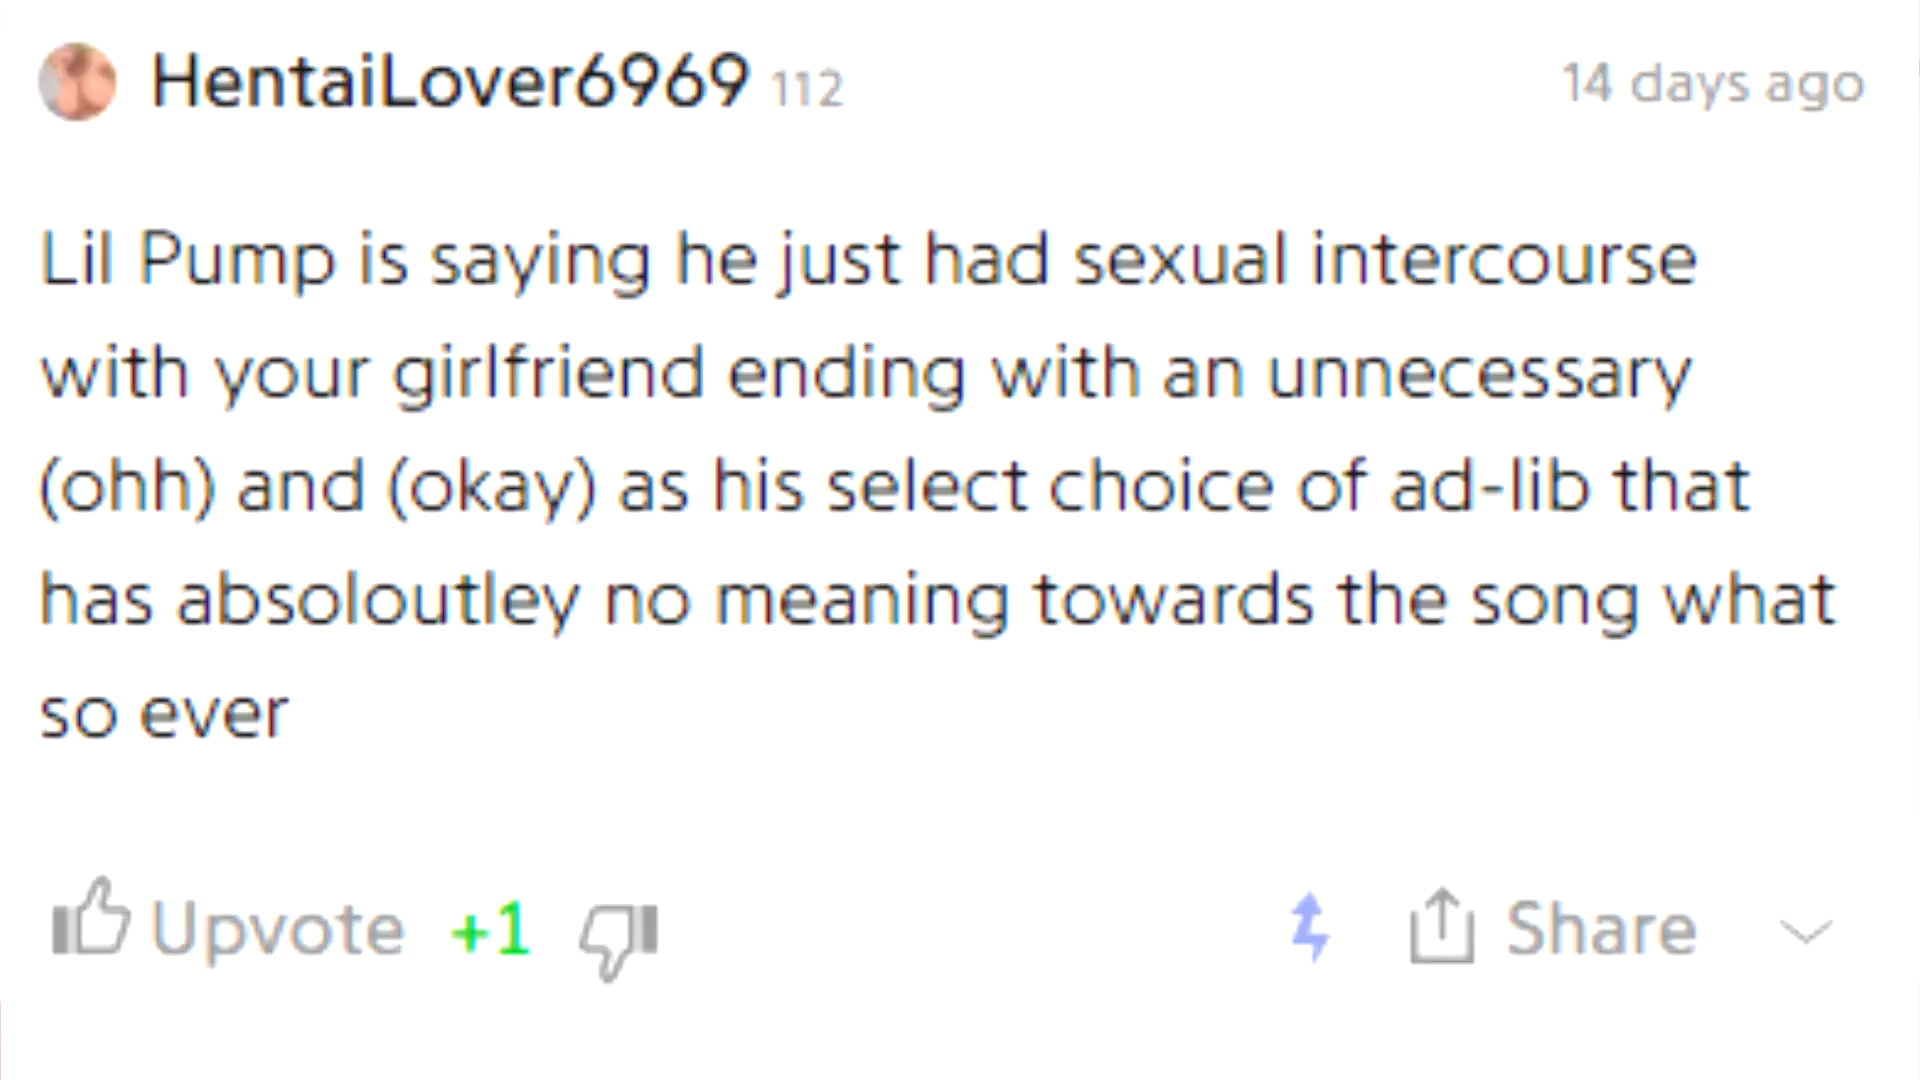 HentaiLover6969 112 14 days ago
Lil Pump is saying he just had sexual intercourse
with your girlfriend ending with an unnecessary
(ohh) and (okay) as his select choice of ad-lib that
has absoloutley no meaning towards the song what
so ever
Upvote +1 Share